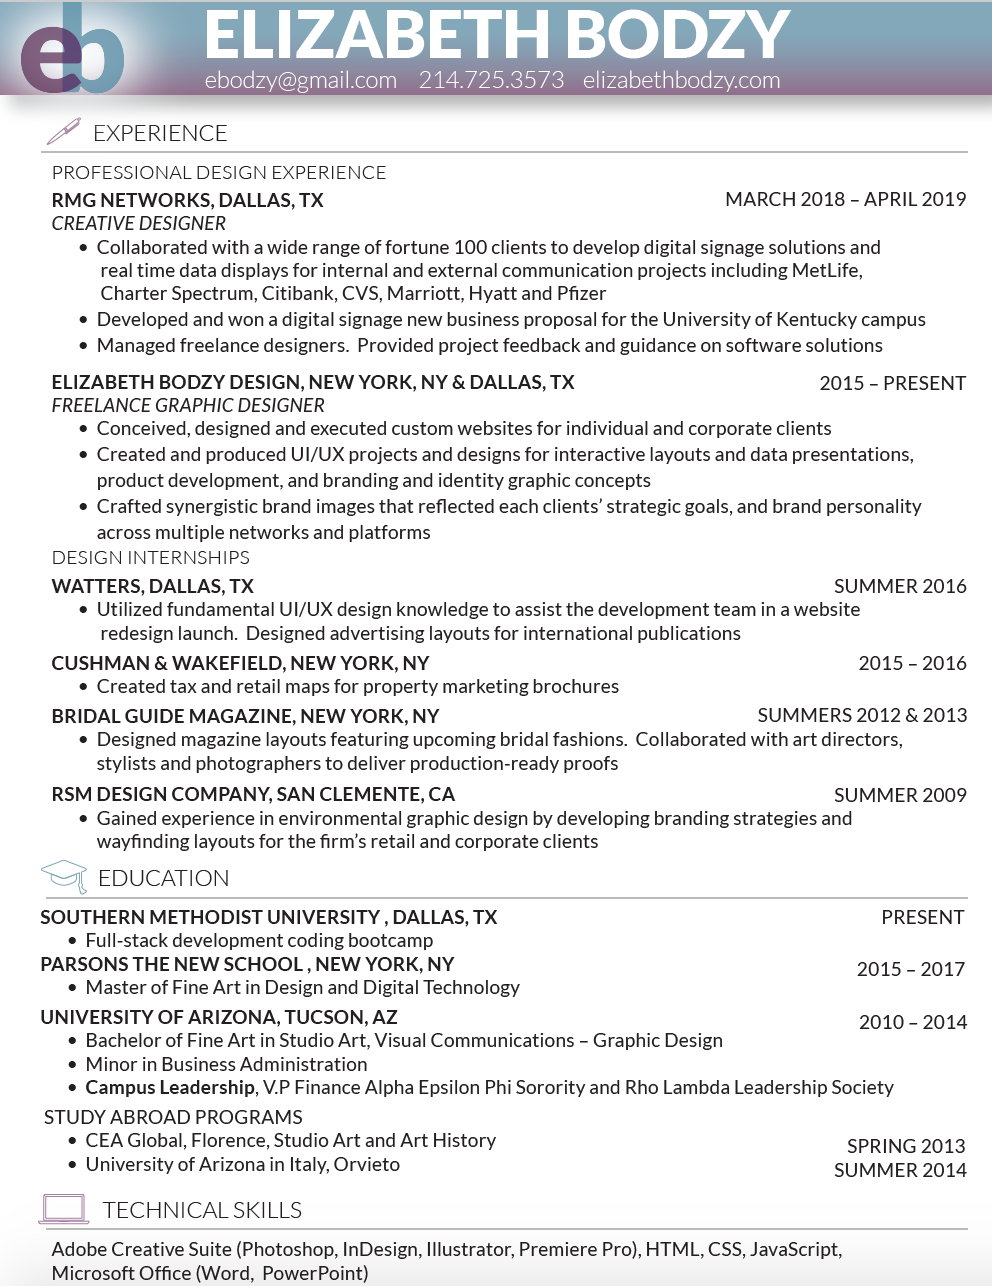 eb
ELIZABETH BODZY
ebodzy@gmail.com 214.725.3573 elizabethbodzy.com
EXPERIENCE
PROFESSIONAL DESIGN EXPERIENCE
RMG NETWORKS, DALLAS, TX MARCH 2018 – APRIL 2019
CREATIVE DESIGNER
• Collaborated with a wide range of fortune 100 clients to develop digital signage solutions and
real time data displays for internal and external communication projects including MetLife,
Charter Spectrum, Citibank, CVS, Marriott, Hyatt and Pfizer
• Developed and won a digital signage new business proposal for the University of Kentucky campus
• Managed freelance designers.  Provided project feedback and guidance on software solutions
ELIZABETH BODZY DESIGN, NEW YORK, NY & DALLAS, TX 2015 – PRESENT
FREELANCE GRAPHIC DESIGNER
• Conceived, designed and executed custom websites for individual and corporate clients
• Created and produced UI/UX projects and designs for interactive layouts and data presentations,
product development, and branding and identity graphic concepts
• Crafted synergistic brand images that reflected each clients’ strategic goals, and brand personality
across multiple networks and platforms
DESIGN INTERNSHIPS
WATTERS, DALLAS, TX SUMMER 2016
• Utilized fundamental UI/UX design knowledge to assist the development team in a website
redesign launch.  Designed advertising layouts for international publications
CUSHMAN & WAKEFIELD, NEW YORK, NY 2015 – 2016
• Created tax and retail maps for property marketing brochures
BRIDAL GUIDE MAGAZINE, NEW YORK, NY SUMMERS 2012 & 2013
• Designed magazine layouts featuring upcoming bridal fashions.  Collaborated with art directors,
stylists and photographers to deliver production-ready proofs
RSM DESIGN COMPANY, SAN CLEMENTE, CA SUMMER 2009
• Gained experience in environmental graphic design by developing branding strategies and
wayfinding layouts for the firm’s retail and corporate clients
EDUCATION
SOUTHERN METHODIST UNIVERSITY , DALLAS, TX PRESENT
• Full-stack development coding bootcamp
PARSONS THE NEW SCHOOL , NEW YORK, NY 2015 – 2017
• Master of Fine Art in Design and Digital Technology
UNIVERSITY OF ARIZONA, TUCSON, AZ 2010 – 2014
• Bachelor of Fine Art in Studio Art, Visual Communications – Graphic Design
• Minor in Business Administration
• Campus Leadership, V.P Finance Alpha Epsilon Phi Sorority and Rho Lambda Leadership Society
STUDY ABROAD PROGRAMS
• CEA Global, Florence, Studio Art and Art History SPRING 2013
• University of Arizona in Italy, Orvieto SUMMER 2014
TECHNICAL SKILLS
Adobe Creative Suite (Photoshop, InDesign, Illustrator, Premiere Pro), HTML, CSS, JavaScript,
Microsoft Office (Word,  PowerPoint)